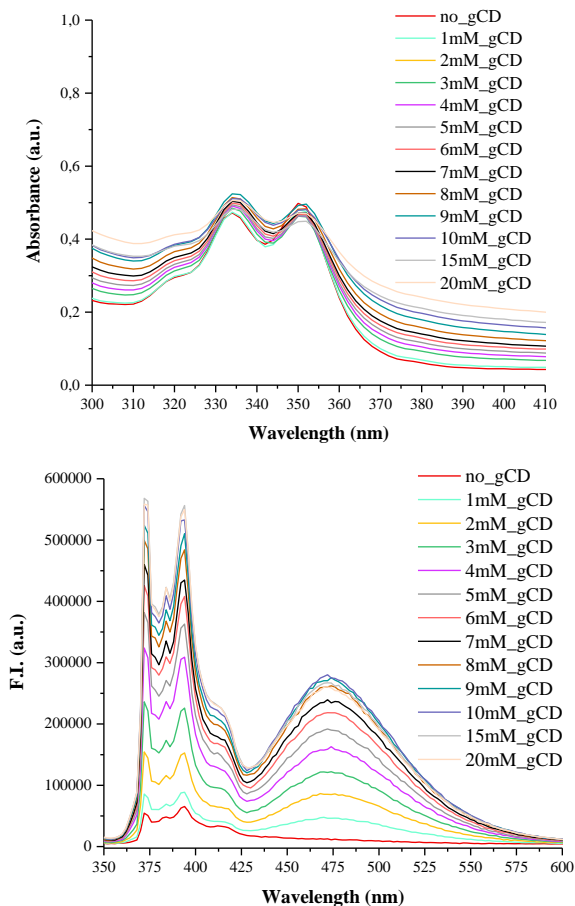 1,0
0,8
0,6
0,4
0,2
0,0
Absorbance (a.u.)
300 310 320 330 340 350 360 370 380 390 400 410
Wavelength (nm)
no_gCD
1mM_gCD
2mM_gCD
3mM_gCD
4mM_gCD
5mM_gCD
6mM_gCD
7mM_gCD
8mM_gCD
9mM_gCD
10mM_gCD
15mM_gCD
20mM_gCD
600000
500000
400000
300000
200000
100000
0
F.I. (a.u.)
350 375 400 425 450 475 500 525 550 575 600
Wavelength (nm)
no_gCD
1mM_gCD
2mM_gCD
3mM_gCD
4mM_gCD
5mM_gCD
6mM_gCD
7mM_gCD
8mM_gCD
9mM_gCD
10mM_gCD
15mM_gCD
20mM_gCD